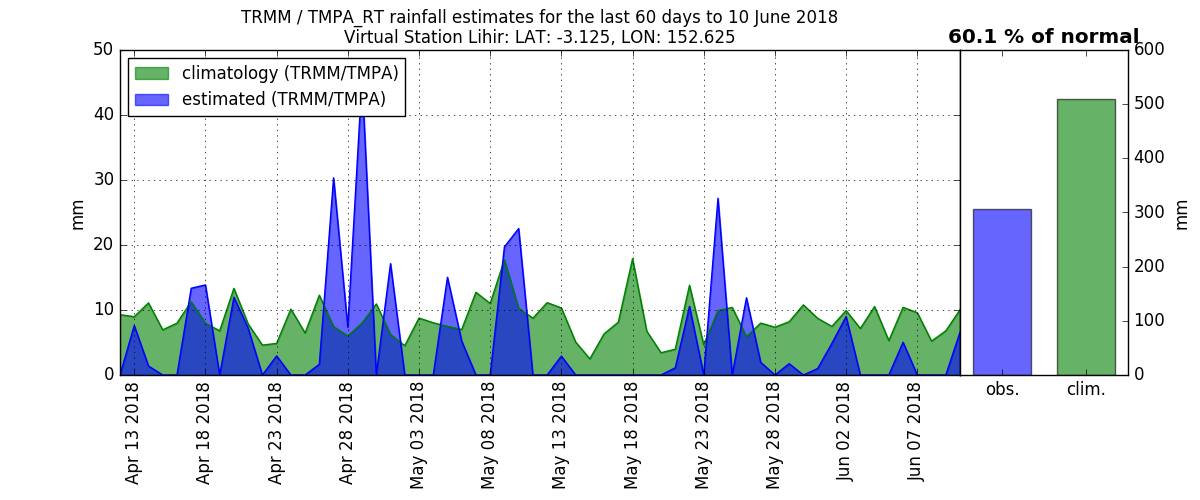 TRMM / TMPA_RT rainfall estimates for the last 60 days to 10 June 2018
Virtual Station Lihir: LAT: -3.125, LON: 152.625
60.1 % of normal
climatology (TRMM/TMPA)
estimated (TRMM/TMPA)
50
40
30
20
10
0
mm
Apr 13 2018
Apr 18 2018
Apr 23 2018
Apr 28 2018
May 03 2018
May 08 2018
May 13 2018
May 18 2018
May 23 2018
May 28 2018
Jun 02 2018
Jun 07 2018
obs.
clim.
600
500
400
300
200
100
0
mm